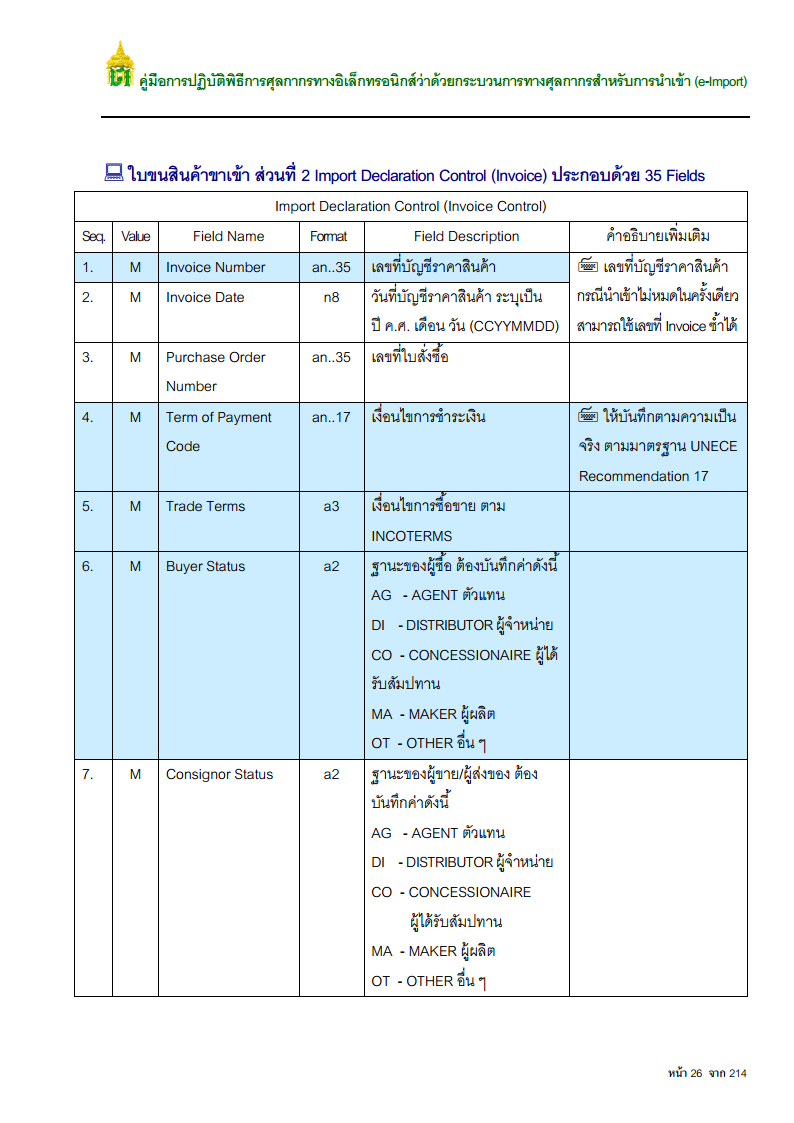 คู่มือการปฏิบัติพิธีการศุลกากรทางอิเล็กทรอนิกส์ว่าด้วยกระบวนการทางศุลกากรสำหรับการนำเข้า (e-Import)
ใบขนสินค้าขาเข้า ส่วนที่ 2 Import Declaration Control (Invoice) ประกอบด้วย 35 Fields
Import Declaration Control (Invoice Control)
Seq. Value Field Name Format Field Description คำอธิบายเพิ่มเติม
1. M Invoice Number an..35 เลขที่บัญชีราคาสินค้า เลขที่บัญชีราคาสินค้า
2. M Invoice Date n8 วันที่บัญชีราคาสินค้า ระบุเป็น กรณีนำเข้าไม่หมดในครั้งเดียว
ปี ค.ศ. เดือน วัน (CCYYMMDD) สามารถใช้เลขที่ Invoice ซ้ำได้
3. M Purchase Order an..35 เลขที่ใบสั่งซื้อ
Number
4. M Term of Payment an..17 เงื่อนไขการชำระเงิน ให้บันทึกตามความเป็น
Code จริง ตามมาตรฐาน UNECE
Recommendation 17
5. M Trade Terms a3 เงื่อนไขการซื้อขาย ตาม
INCOTERMS
6. M Buyer Status a2 ฐานะของผู้ซื้อ ต้องบันทึกค่าดังนี้
AG - AGENT ตัวแทน
DI - DISTRIBUTOR ผู้จำหน่าย
CO - CONCESSIONAIRE ผู้ได้
รับสัมปทาน
MA - MAKER ผู้ผลิต
OT - OTHER อื่น ๆ
7. M Consignor Status a2 ฐานะของผู้ขาย/ผู้ส่งของ ต้อง
บันทึกค่าดังนี้
AG - AGENT ตัวแทน
DI - DISTRIBUTOR ผู้จำหน่าย
CO - CONCESSIONAIRE
ผู้ได้รับสัมปทาน
MA - MAKER ผู้ผลิต
OT - OTHER อื่น ๆ
หน้า 26 จาก 214